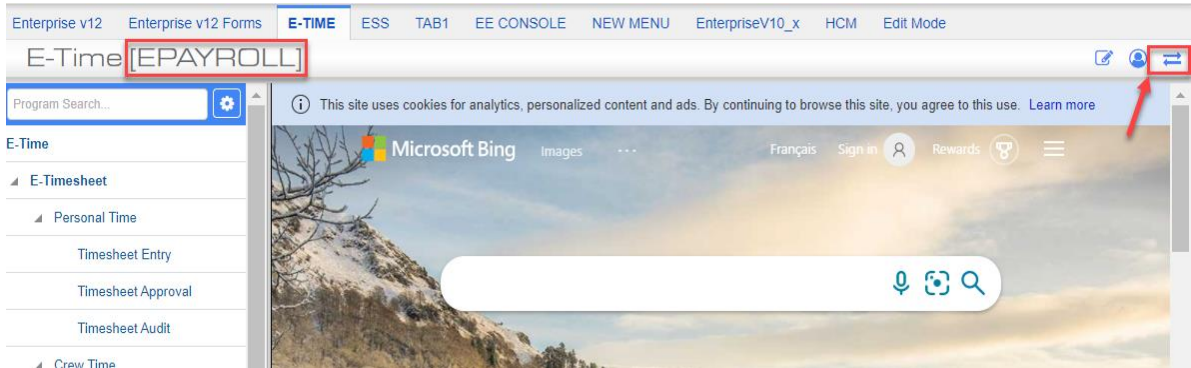 Enterprise v12 Enterprise v12 Forms E-TIME ESS TAB1 EE CONSOLE NEW MENU EnterpriseV10_x HCM Edit Mode
E-Time [EPAYROLL]
Program Search...
This site uses cookies for analytics, personalized content and ads. By continuing to browse this site, you agree to this use. Learn more
E-Time
Microsoft Bing Images ... Français Sign in Rewards
E-Timesheet
Personal Time
Timesheet Entry
Timesheet Approval
Timesheet Audit
Crew Time